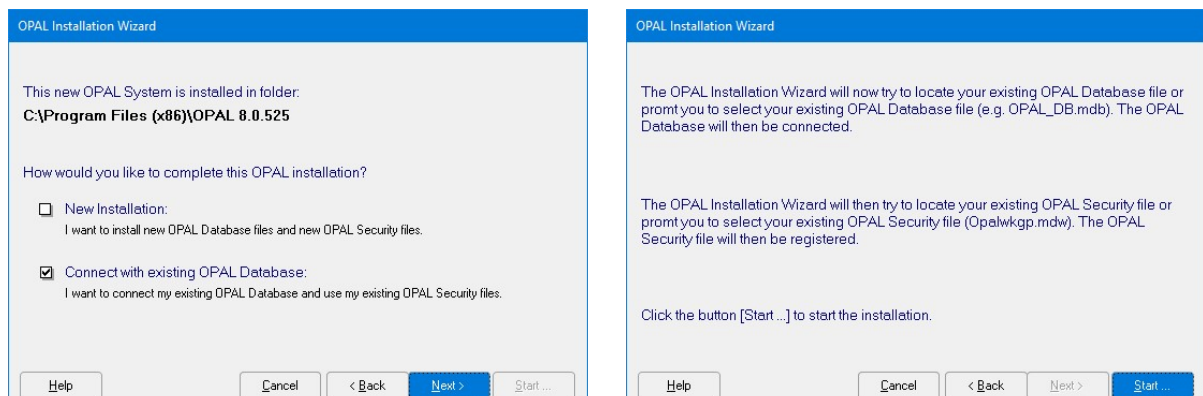 OPAL Installation Wizard
This new OPAL System is installed in folder:
C:\Program Files (x86)\OPAL 8.0.525
How would you like to complete this OPAL installation?
New Installation:
I want to install new OPAL Database files and new OPAL Security files.
Connect with existing OPAL Database:
I want to connect my existing OPAL Database and use my existing OPAL Security files.
Help Cancel < Back Next > Start ...
OPAL Installation Wizard
The OPAL Installation Wizard will now try to locate your existing OPAL Database file or
promt you to select your existing OPAL Database file (e.g. OPAL_DB.mdb). The OPAL
Database will then be connected.
The OPAL Installation Wizard will then try to locate your existing OPAL Security file or
promt you to select your existing OPAL Security file (Opalwkgp.mdw). The OPAL
Security file will then be registered.
Click the button [Start ...] to start the installation.
Help Cancel < Back Next > Start ...